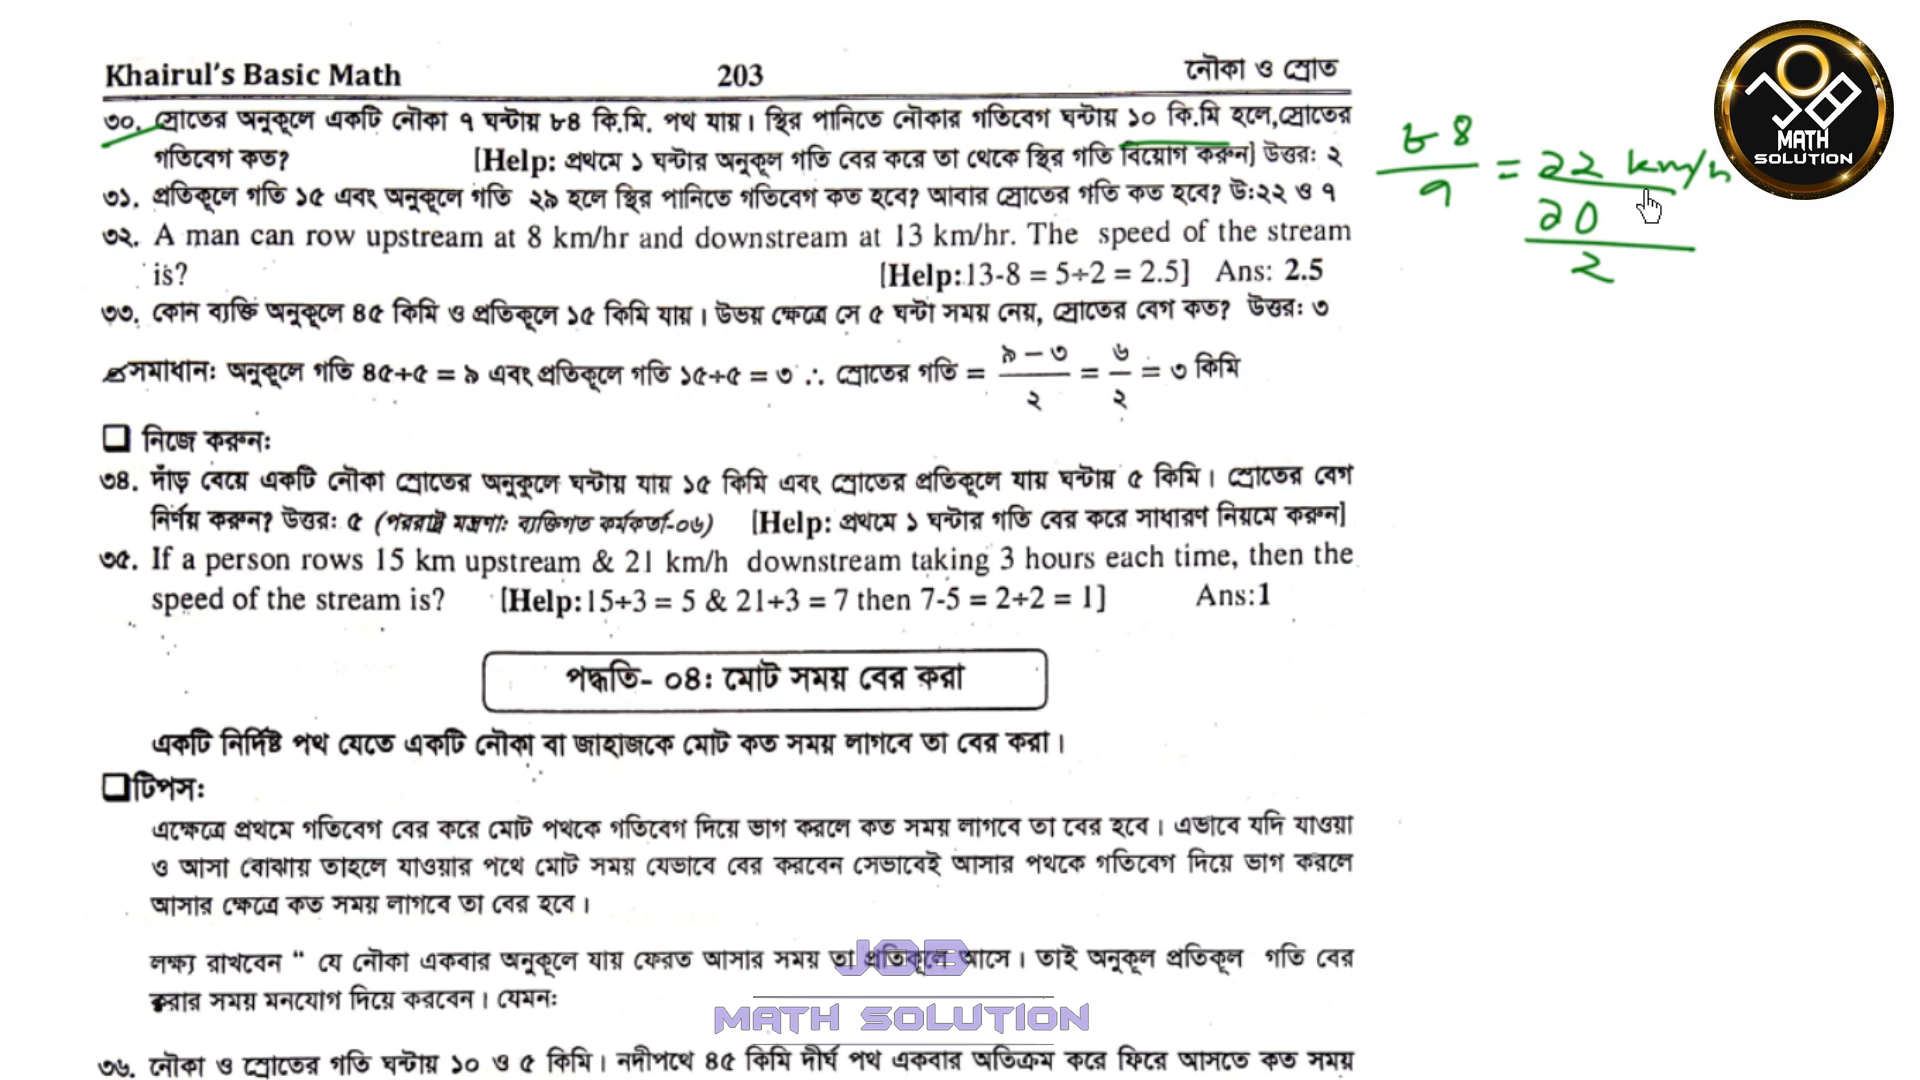 Khairul's Basic Math 203 নৌকা ও স্রোত
৩০. স্রোতের অনুকূলে একটি নৌকা ৭ ঘন্টায় ৮৪ কি.মি. পথ যায়। স্থির পানিতে নৌকার গতিবেগ ঘন্টায় ১০ কি.মি হলে,স্রোতের
গতিবেগ কত? [Help: প্রথমে ১ ঘন্টার অনুকূল গতি বের করে তা থেকে স্থির গতি বিয়োগ করুন] উত্তর: ২
৩১. প্রতিকূলে গতি ১৫ এবং অনুকূলে গতি ২৯ হলে স্থির পানিতে গতিবেগ কত হবে? আবার স্রোতের গতি কত হবে? উ:২২ ও ৭
৩২. A man can row upstream at 8 km/hr and downstream at 13 km/hr. The speed of the stream
is? [Help:13-8 = 5÷2 = 2.5] Ans: 2.5
৩৩. কোন ব্যক্তি অনুকূলে ৪৫ কিমি ও প্রতিকূলে ১৫ কিমি যায়। উভয় ক্ষেত্রে সে ৫ ঘন্টা সময় নেয়, স্রোতের বেগ কত? উত্তর: ৩
সমাধান: অনুকূলে গতি ৪৫÷৫ = ৯ এবং প্রতিকূলে গতি ১৫÷৫ = ৩ ∴ স্রোতের গতি = ৯ – ৩ / ২ = ৬ / ২ = ৩ কিমি
নিজে করুন:
৩৪. দাঁড় বেয়ে একটি নৌকা স্রোতের অনুকূলে ঘন্টায় যায় ১৫ কিমি এবং স্রোতের প্রতিকূলে যায় ঘন্টায় ৫ কিমি। স্রোতের বেগ
নির্ণয় করুন? উত্তর: ৫ (পররাষ্ট্র মন্ত্রণা: ব্যক্তিগত কর্মকর্তা-০৬) [Help: প্রথমে ১ ঘন্টার গতি বের করে সাধারণ নিয়মে করুন]
৩৫. If a person rows 15 km upstream & 21 km/h downstream taking 3 hours each time, then the
speed of the stream is? [Help:15÷3 = 5 & 21÷3 = 7 then 7-5 = 2÷2 = 1] Ans:1
পদ্ধতি- ০৪: মোট সময় বের করা
একটি নির্দিষ্ট পথ যেতে একটি নৌকা বা জাহাজকে মোট কত সময় লাগবে তা বের করা।
টিপস:
এক্ষেত্রে প্রথমে গতিবেগ বের করে মোট পথকে গতিবেগ দিয়ে ভাগ করলে কত সময় লাগবে তা বের হবে। এভাবে যদি যাওয়া
ও আসা বোঝায় তাহলে যাওয়ার পথে মোট সময় যেভাবে বের করবেন সেভাবেই আসার পথকে গতিবেগ দিয়ে ভাগ করলে
আসার ক্ষেত্রে কত সময় লাগবে তা বের হবে।
লক্ষ্য রাখবেন “ যে নৌকা একবার অনুকূলে যায় ফেরত আসার সময় তা প্রতিকূলে আসে। তাই অনুকূল প্রতিকূল গতি বের
করার সময় মনযোগ দিয়ে করবেন। যেমন:
৩৬. নৌকা ও স্রোতের গতি ঘন্টায় ১০ ও ৫ কিমি। নদীপথে ৪৫ কিমি দীর্ঘ পথ একবার অতিক্রম করে ফিরে আসতে কত সময়
৮৪ / ৭ = ১২ km/h
১০
২
JOB
MATH
SOLUTION
JOB
MATH SOLUTION